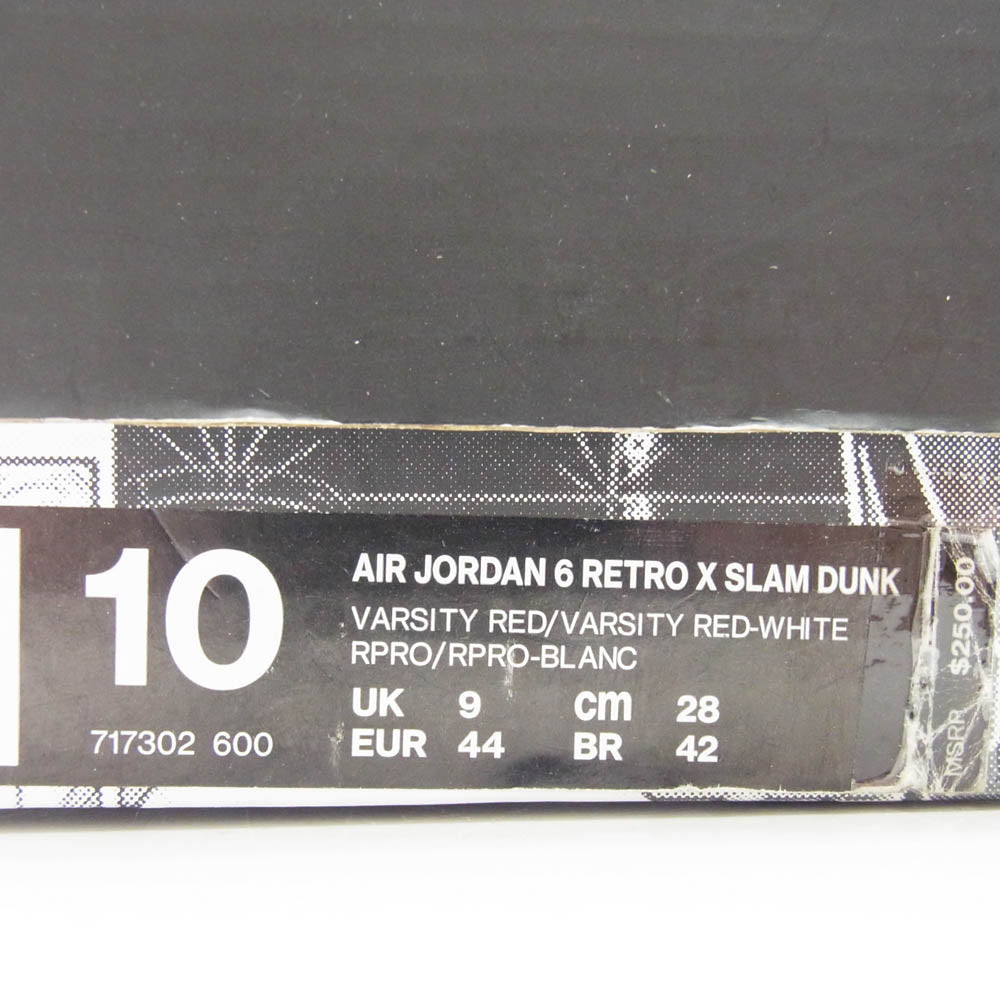 10
717302 600
AIR JORDAN 6 RETRO X SLAM DUNK
VARSITY RED/VARSITY RED-WHITE
RPRO/RPRO-BLANC
UK 9 cm 28
EUR 44 BR 42
MSRP $250.00